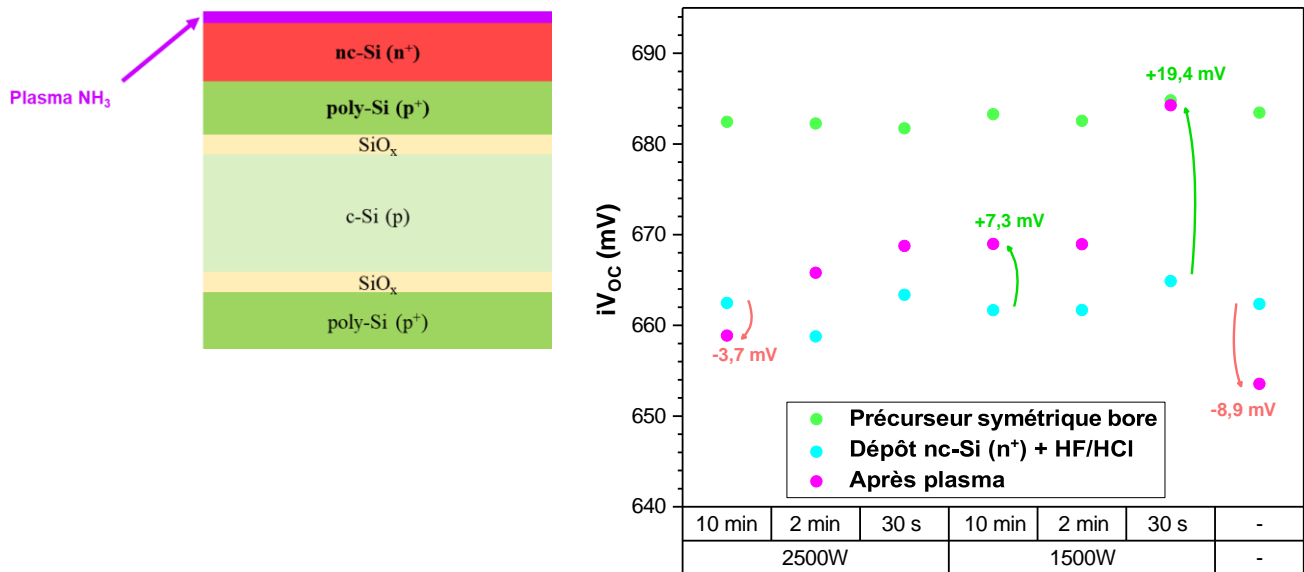 Plasma NH₃
nc-Si (n⁺)
poly-Si (p⁺)
SiOₓ
c-Si (p)
SiOₓ
poly-Si (p⁺)
iV_OC (mV)
690
680
670
660
650
640
-3,7 mV
+7,3 mV
+19,4 mV
-8,9 mV
Précurseur symétrique bore
Dépôt nc-Si (n⁺) + HF/HCl
Après plasma
10 min 2 min 30 s 10 min 2 min 30 s -
2500W 1500W -